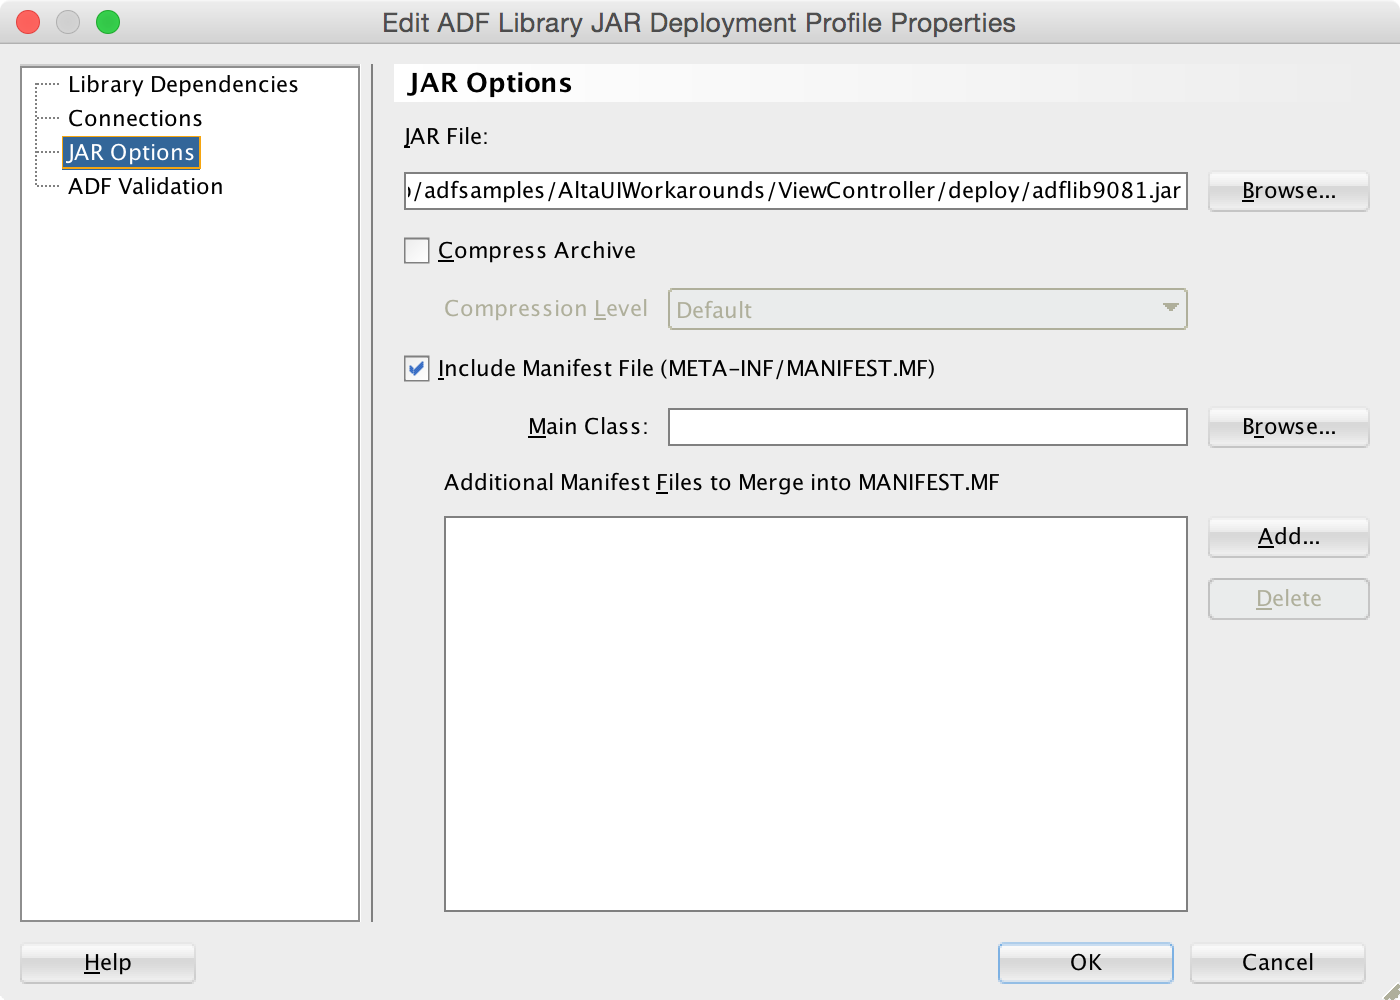 Edit ADF Library JAR Deployment Profile Properties
Library Dependencies
Connections
JAR Options
ADF Validation
JAR Options
JAR File:
/adfsamples/AltaUIWorkarounds/ViewController/deploy/adflib9081.jar
Browse...
Compress Archive
Compression Level
Default
Include Manifest File (META-INF/MANIFEST.MF)
Main Class:
Browse...
Additional Manifest Files to Merge into MANIFEST.MF
Add...
Delete
Help
OK
Cancel